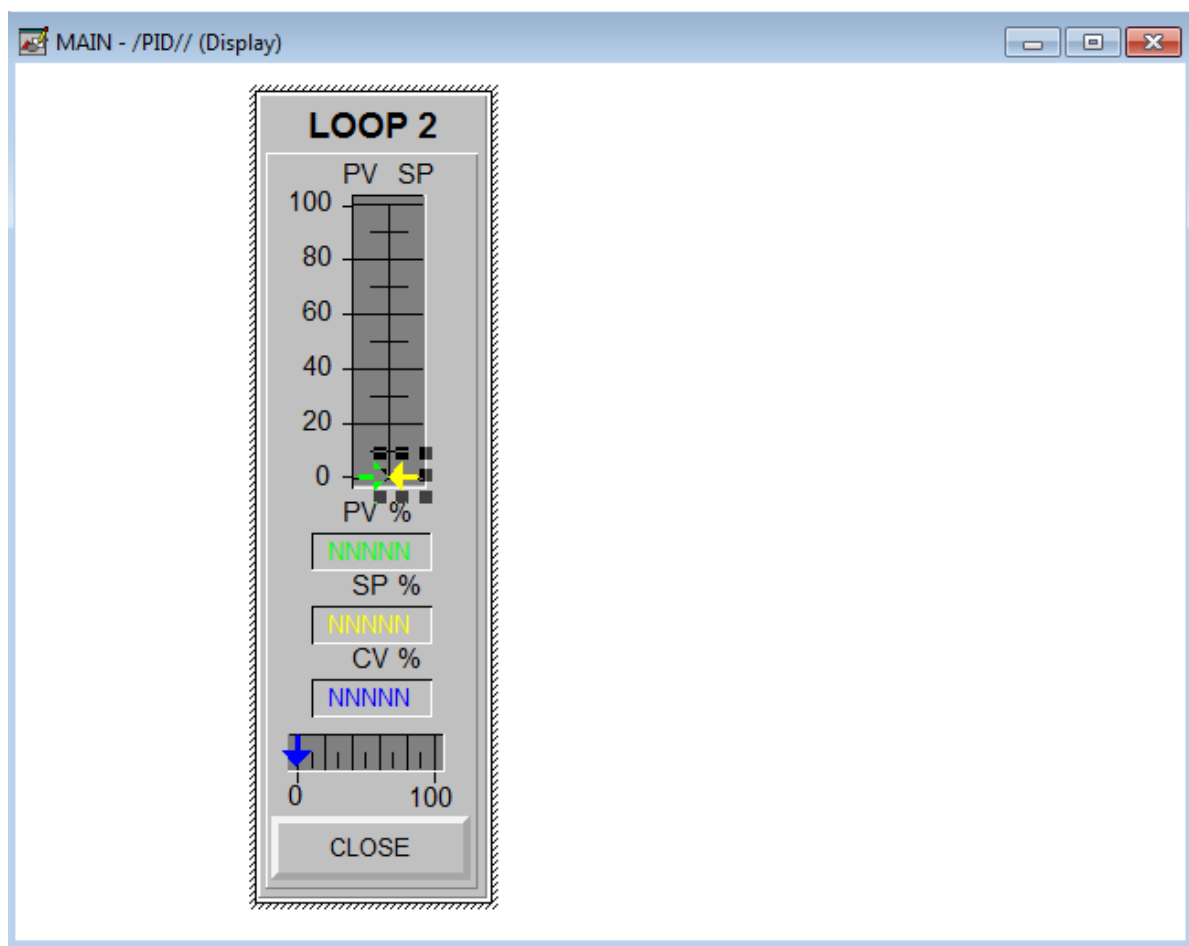 MAIN - /PID// (Display)
LOOP 2
PV SP
100
80
60
40
20
0
PV %
NNNNN
SP %
NNNNN
CV %
NNNNN
0 100
CLOSE